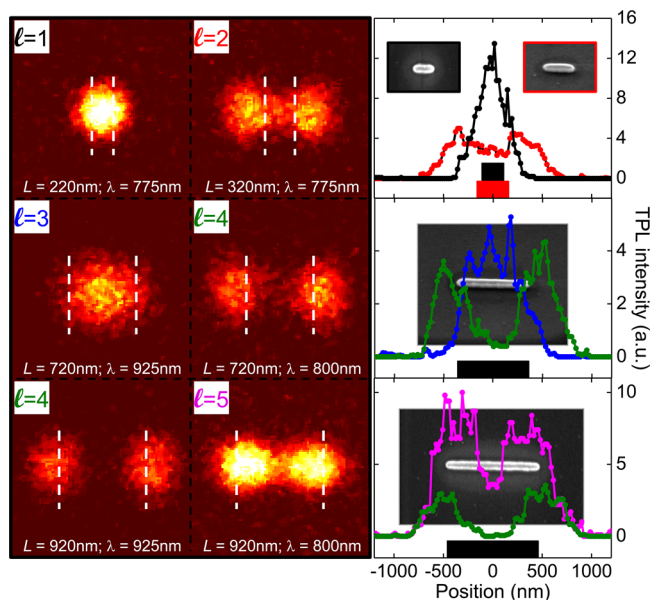 ℓ=1
ℓ=2
L = 220nm; λ = 775nm
L = 320nm; λ = 775nm
ℓ=3
ℓ=4
L = 720nm; λ = 925nm
L = 720nm; λ = 800nm
ℓ=4
ℓ=5
L = 920nm; λ = 925nm
L = 920nm; λ = 800nm
16
12
8
4
0
4
2
0
10
5
0
TPL intensity (a.u.)
-1000 -500 0 500 1000
Position (nm)